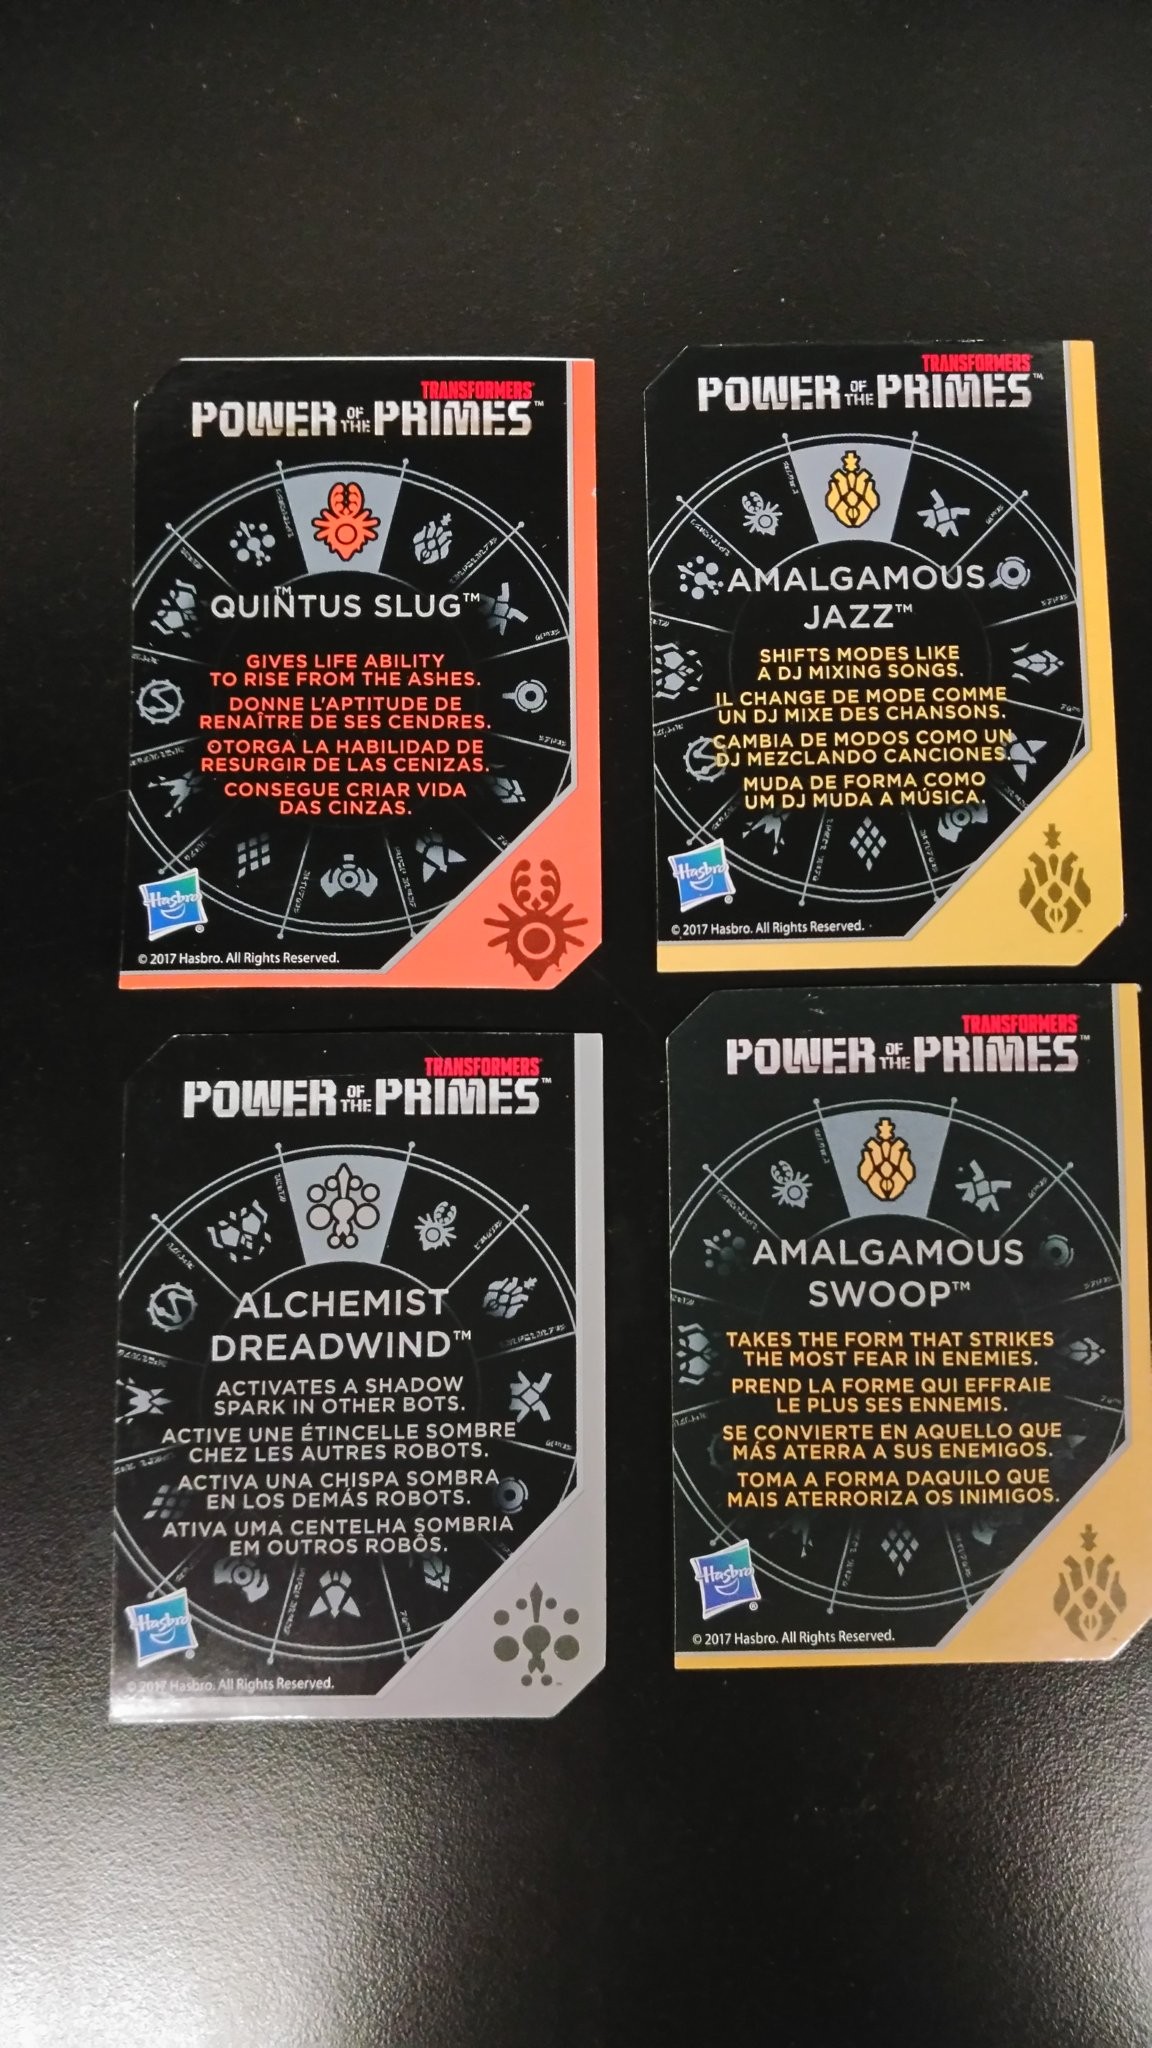 TRANSFORMERS
POWER OF THE PRIMES™
QUINTUS SLUG™
GIVES LIFE ABILITY
TO RISE FROM THE ASHES.
DONNE L'APTITUDE DE
RENAÎTRE DE SES CENDRES.
OTORGA LA HABILIDAD DE
RESURGIR DE LAS CENIZAS.
CONSEGUE CRIAR VIDA
DAS CINZAS.
Hasbro
®
© 2017 Hasbro. All Rights Reserved.
TRANSFORMERS
POWER OF THE PRIMES™
AMALGAMOUS
JAZZ™
SHIFTS MODES LIKE
A DJ MIXING SONGS.
IL CHANGE DE MODE COMME
UN DJ MIXE DES CHANSONS.
CAMBIA DE MODOS COMO UN
DJ MEZCLANDO CANCIONES.
MUDA DE FORMA COMO
UM DJ MUDA A MÚSICA.
Hasbro
®
© 2017 Hasbro. All Rights Reserved.
TRANSFORMERS
POWER OF THE PRIMES™
ALCHEMIST
DREADWIND™
ACTIVATES A SHADOW
SPARK IN OTHER BOTS.
ACTIVE UNE ÉTINCELLE SOMBRE
CHEZ LES AUTRES ROBOTS.
ACTIVA UNA CHISPA SOMBRA
EN LOS DEMÁS ROBOTS.
ATIVA UMA CENTELHA SOMBRIA
EM OUTROS ROBÔS.
Hasbro
®
© 2017 Hasbro. All Rights Reserved.
TRANSFORMERS
POWER OF THE PRIMES™
AMALGAMOUS
SWOOP™
TAKES THE FORM THAT STRIKES
THE MOST FEAR IN ENEMIES.
PREND LA FORME QUI EFFRAIE
LE PLUS SES ENNEMIS.
SE CONVIERTE EN AQUELLO QUE
MÁS ATERRA A SUS ENEMIGOS.
TOMA A FORMA DAQUILO QUE
MAIS ATERRORIZA OS INIMIGOS.
Hasbro
®
© 2017 Hasbro. All Rights Reserved.